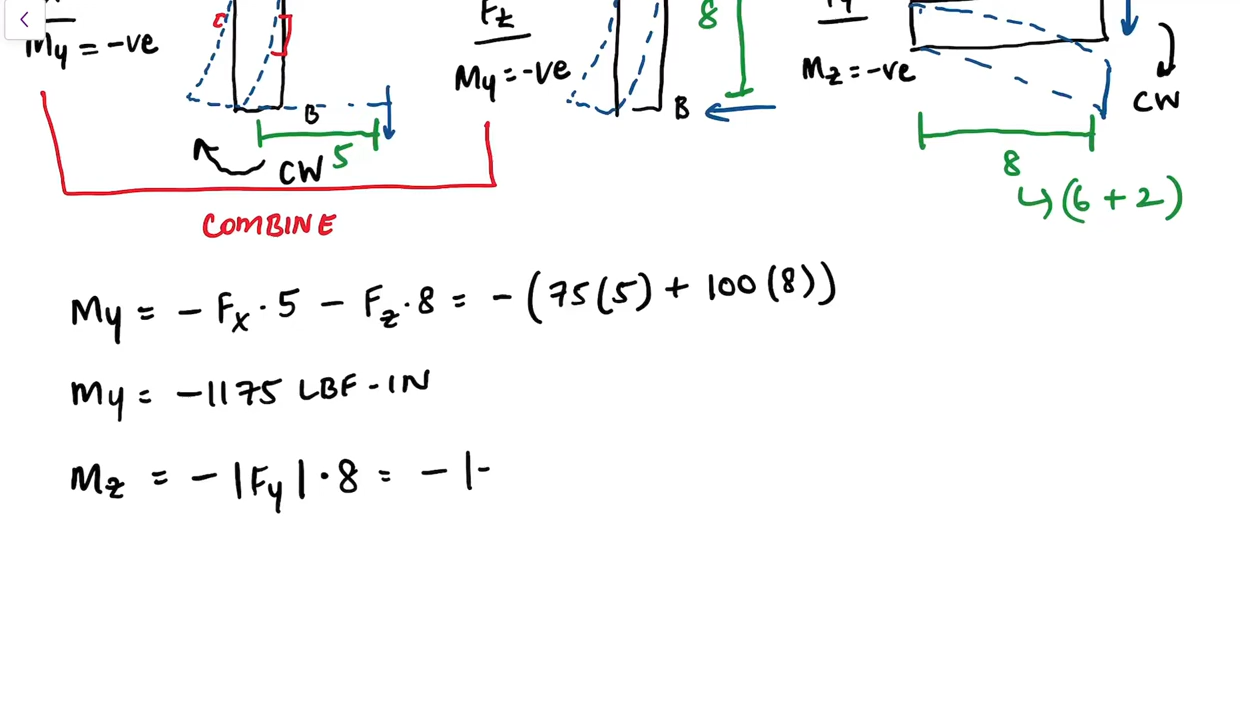 My = -ve
B
5
CW
COMBINE
Fz
My = -ve
8
B
Mz = -ve
CW
8
↳ (6 + 2)
My = - Fx · 5 - Fz · 8 = - (75(5) + 100(8))
My = -1175 LBF-IN
Mz = - |Fy| · 8 = - |-